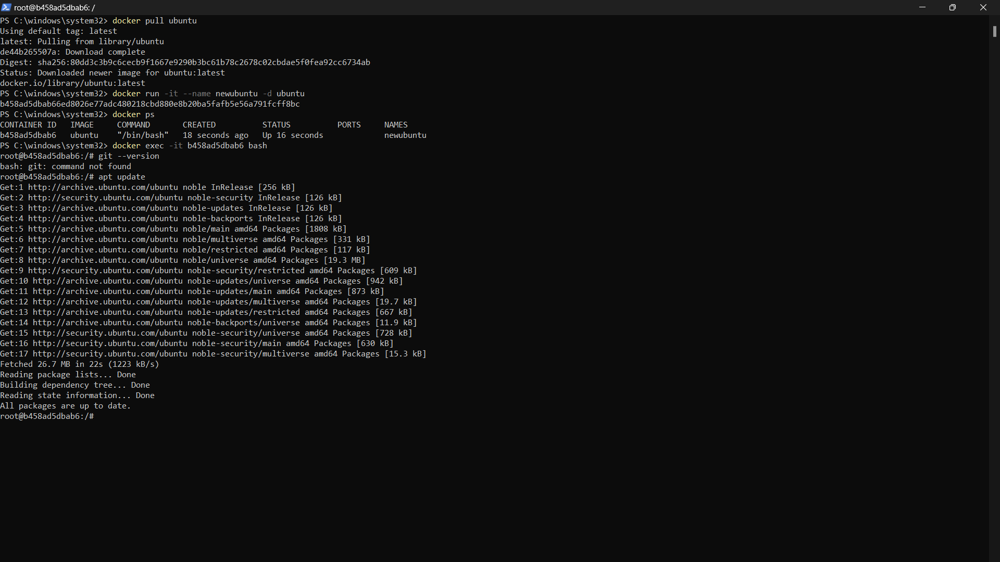 root@b458ad5dbab6: /
PS C:\windows\system32> docker pull ubuntu
Using default tag: latest
latest: Pulling from library/ubuntu
de44b265507a: Download complete
Digest: sha256:80dd3c3b9c6cecb9f1667e9290b3bc61b78c2678c02cbdae5f0fea92cc6734ab
Status: Downloaded newer image for ubuntu:latest
docker.io/library/ubuntu:latest
PS C:\windows\system32> docker run -it --name newubuntu -d ubuntu
b458ad5dbab66ed8026e77adc480218cbd880e8b20ba5fafb5e56a791fcff8bc
PS C:\windows\system32> docker ps
CONTAINER ID   IMAGE     COMMAND       CREATED          STATUS          PORTS     NAMES
b458ad5dbab6   ubuntu    "/bin/bash"   18 seconds ago   Up 16 seconds             newubuntu
PS C:\windows\system32> docker exec -it b458ad5dbab6 bash
root@b458ad5dbab6:/# git --version
bash: git: command not found
root@b458ad5dbab6:/# apt update
Get:1 http://archive.ubuntu.com/ubuntu noble InRelease [256 kB]
Get:2 http://security.ubuntu.com/ubuntu noble-security InRelease [126 kB]
Get:3 http://archive.ubuntu.com/ubuntu noble-updates InRelease [126 kB]
Get:4 http://archive.ubuntu.com/ubuntu noble-backports InRelease [126 kB]
Get:5 http://archive.ubuntu.com/ubuntu noble/main amd64 Packages [1808 kB]
Get:6 http://archive.ubuntu.com/ubuntu noble/multiverse amd64 Packages [331 kB]
Get:7 http://archive.ubuntu.com/ubuntu noble/restricted amd64 Packages [117 kB]
Get:8 http://archive.ubuntu.com/ubuntu noble/universe amd64 Packages [19.3 MB]
Get:9 http://security.ubuntu.com/ubuntu noble-security/restricted amd64 Packages [609 kB]
Get:10 http://archive.ubuntu.com/ubuntu noble-updates/universe amd64 Packages [942 kB]
Get:11 http://archive.ubuntu.com/ubuntu noble-updates/main amd64 Packages [873 kB]
Get:12 http://archive.ubuntu.com/ubuntu noble-updates/multiverse amd64 Packages [19.7 kB]
Get:13 http://archive.ubuntu.com/ubuntu noble-updates/restricted amd64 Packages [667 kB]
Get:14 http://archive.ubuntu.com/ubuntu noble-backports/universe amd64 Packages [11.9 kB]
Get:15 http://security.ubuntu.com/ubuntu noble-security/universe amd64 Packages [728 kB]
Get:16 http://security.ubuntu.com/ubuntu noble-security/main amd64 Packages [630 kB]
Get:17 http://security.ubuntu.com/ubuntu noble-security/multiverse amd64 Packages [15.3 kB]
Fetched 26.7 MB in 22s (1223 kB/s)
Reading package lists... Done
Building dependency tree... Done
Reading state information... Done
All packages are up to date.
root@b458ad5dbab6:/#